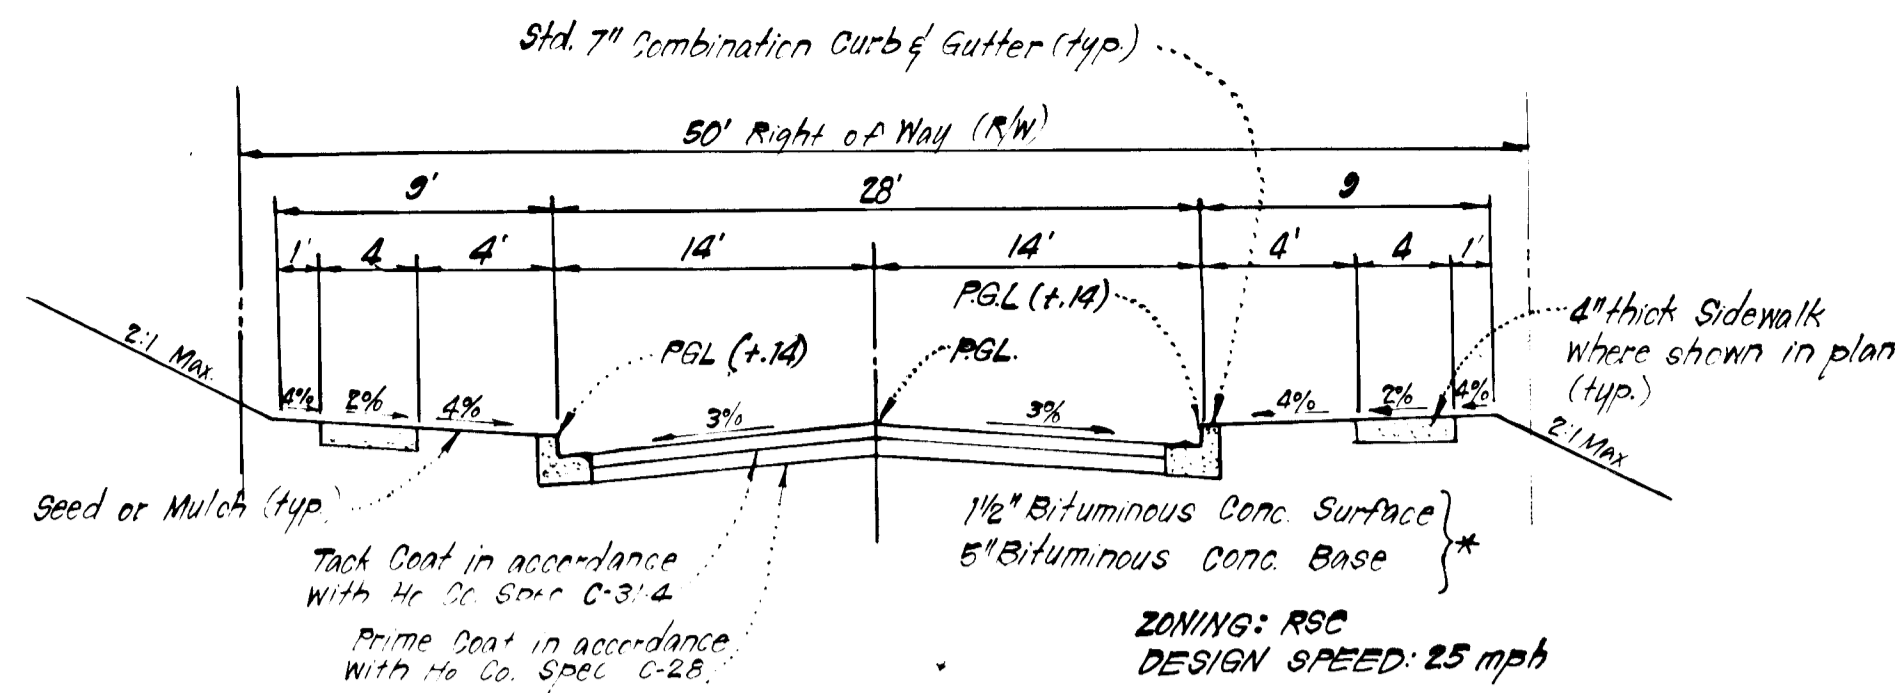 Std. 7" Combination Curb & Gutter (typ.)
50' Right of Way (R/W)
9' 28' 9
1' 4 4' 14' 14' 4' 4 1'
P.G.L (+.14)
PGL (+.14)
PGL.
4" thick Sidewalk
where shown in plan
(typ.)
2:1 Max.
4% 2% 4% 3% 3% 4% 2% 4%
2:1 Max
Seed or Mulch (typ.)
1½" Bituminous Conc. Surface
5" Bituminous Conc. Base
*
Tack Coat in accordance
with Ho Co. Spec C-31.4
Prime Coat in accordance
with Ho Co. Spec C-28.
ZONING: RSC
DESIGN SPEED: 25 mph